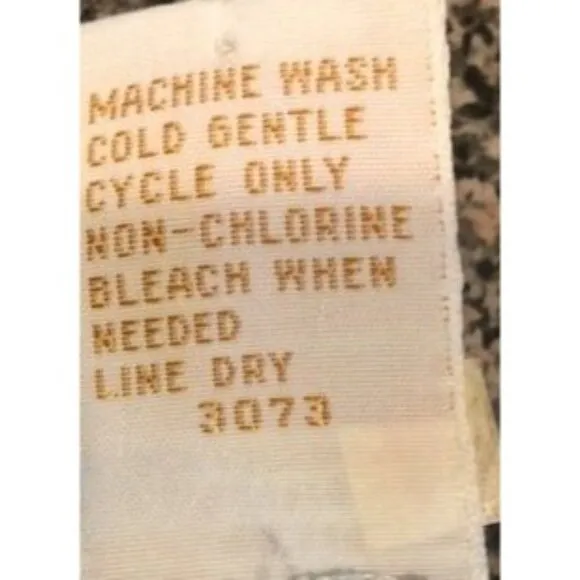 MACHINE WASH
COLD GENTLE
CYCLE ONLY
NON-CHLORINE
BLEACH WHEN
NEEDED
LINE DRY
3073